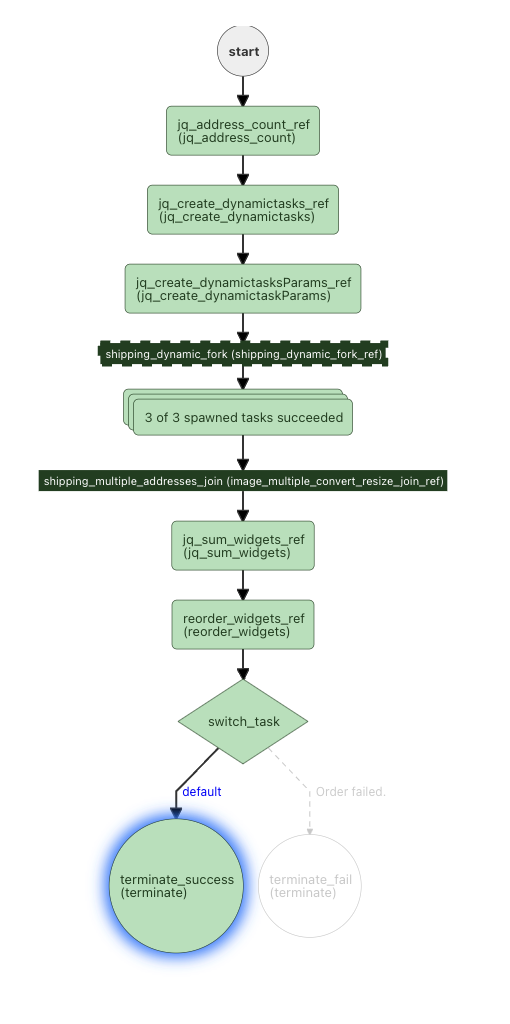 start
jq_address_count_ref
(jq_address_count)
jq_create_dynamictasks_ref
(jq_create_dynamictasks)
jq_create_dynamictasksParams_ref
(jq_create_dynamictaskParams)
shipping_dynamic_fork (shipping_dynamic_fork_ref)
3 of 3 spawned tasks succeeded
shipping_multiple_addresses_join (image_multiple_convert_resize_join_ref)
jq_sum_widgets_ref
(jq_sum_widgets)
reorder_widgets_ref
(reorder_widgets)
switch_task
default
Order failed.
terminate_success
(terminate)
terminate_fail
(terminate)